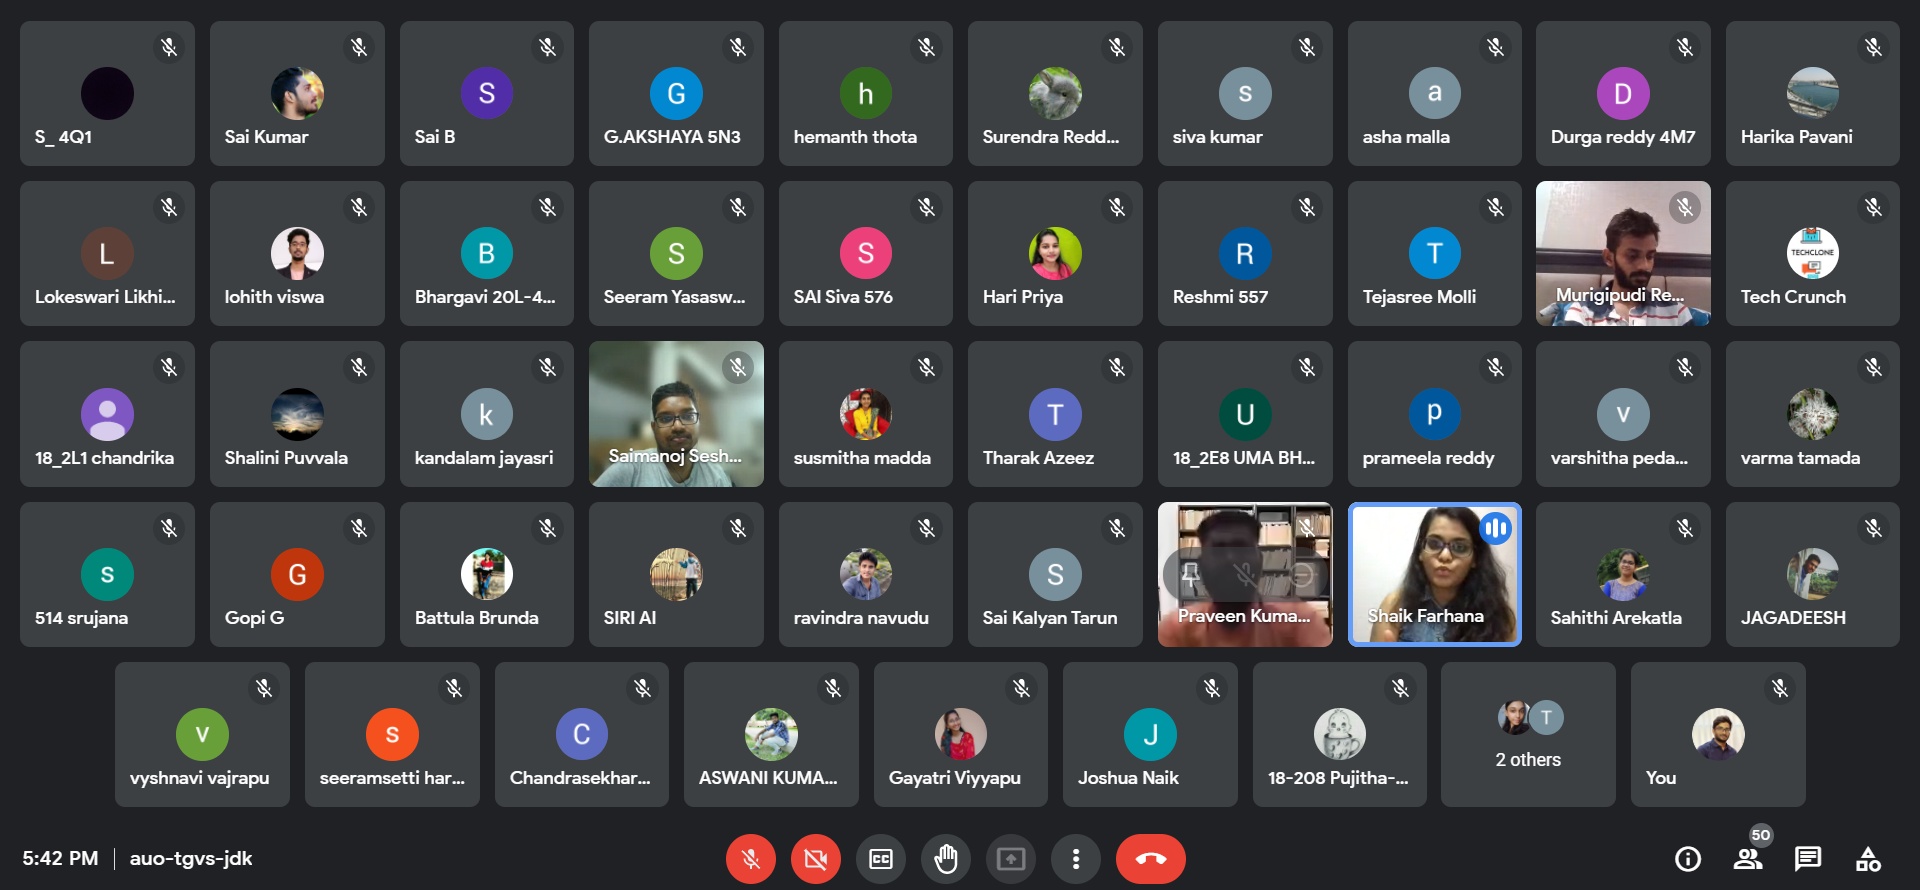 S_ 4Q1
Sai Kumar
S
Sai B
G
G.AKSHAYA 5N3
h
hemanth thota
Surendra Redd...
s
siva kumar
a
asha malla
D
Durga reddy 4M7
Harika Pavani
L
Lokeswari Likhi...
lohith viswa
B
Bhargavi 20L-4...
S
Seeram Yasasw...
S
SAI Siva 576
Hari Priya
R
Reshmi 557
T
Tejasree Molli
Murigipudi Re...
TECHCLONE
Tech Crunch
18_2L1 chandrika
Shalini Puvvala
k
kandalam jayasri
Saimanoj Sesh...
susmitha madda
T
Tharak Azeez
U
18_2E8 UMA BH...
p
prameela reddy
v
varshitha peda...
varma tamada
s
514 srujana
G
Gopi G
Battula Brunda
SIRI AI
ravindra navudu
S
Sai Kalyan Tarun
Praveen Kuma...
Shaik Farhana
Sahithi Arekatla
JAGADEESH
v
vyshnavi vajrapu
s
seeramsetti har...
C
Chandrasekhar...
ASWANI KUMA...
Gayatri Viyyapu
J
Joshua Naik
18-208 Pujitha-...
T
2 others
You
5:42 PM | auo-tgvs-jdk
CC
50